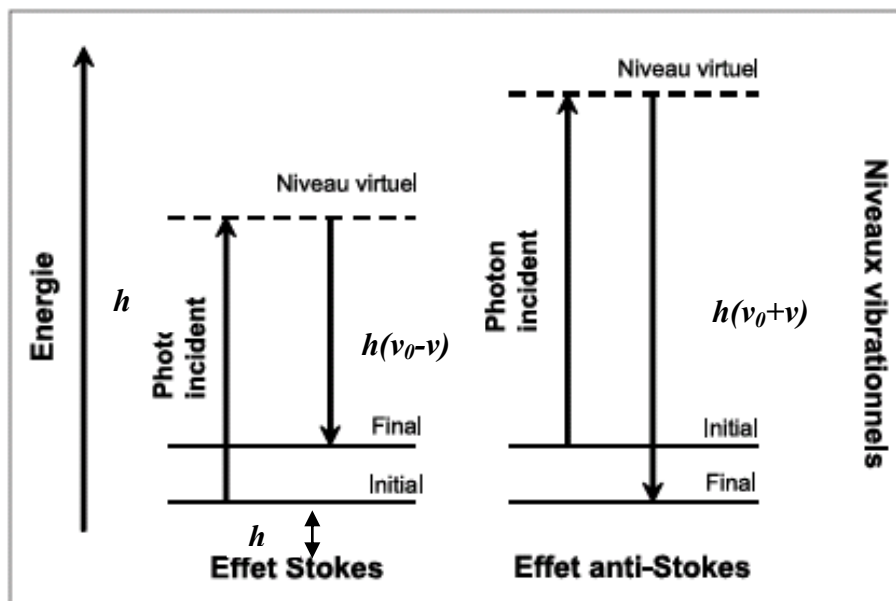 Energie
h
Niveau virtuel
Phot
incident
h(ν₀-ν)
Final
Initial
h
Effet Stokes
Niveau virtuel
Photon
incident
h(ν₀+ν)
Initial
Final
Effet anti-Stokes
Niveaux vibrationnels